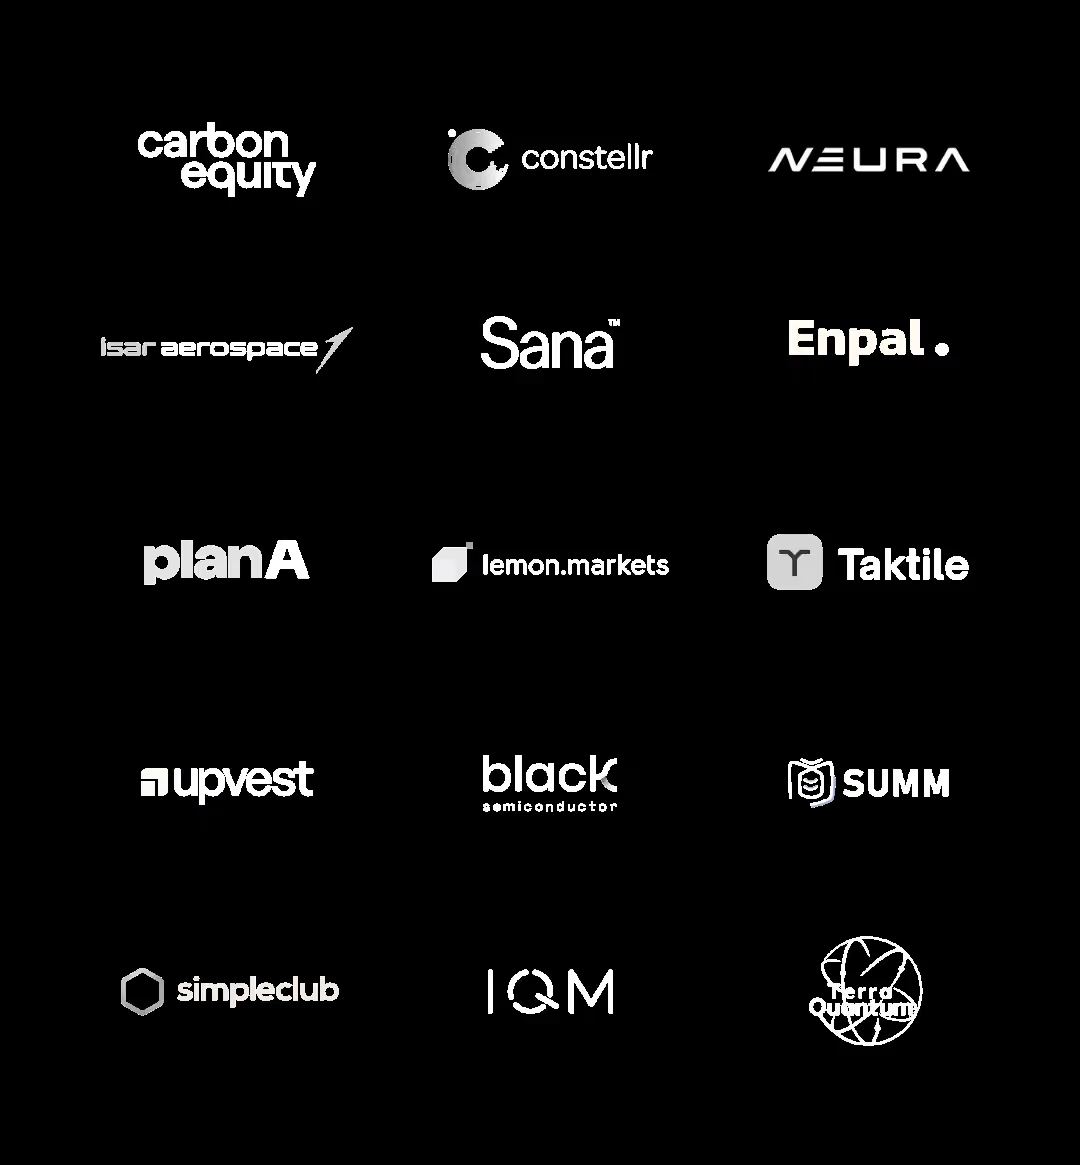 carbon
equity
constellr
NEURA
isar aerospace
Sana™
Enpal.
planA
lemon.markets
Taktile
upvest
black
semiconductor
SUMM
simpleclub
IQM
Terra
Quantum